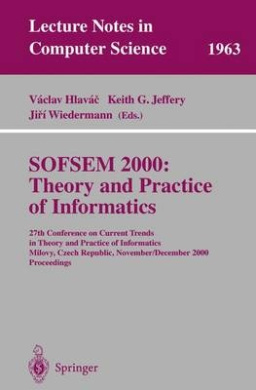 Lecture Notes in
Computer Science 1963
Václav Hlaváč Keith G. Jeffery
Jiří Wiedermann (Eds.)
SOFSEM 2000:
Theory and Practice
of Informatics
27th Conference on Current Trends
in Theory and Practice of Informatics
Milovy, Czech Republic, November/December 2000
Proceedings
Springer